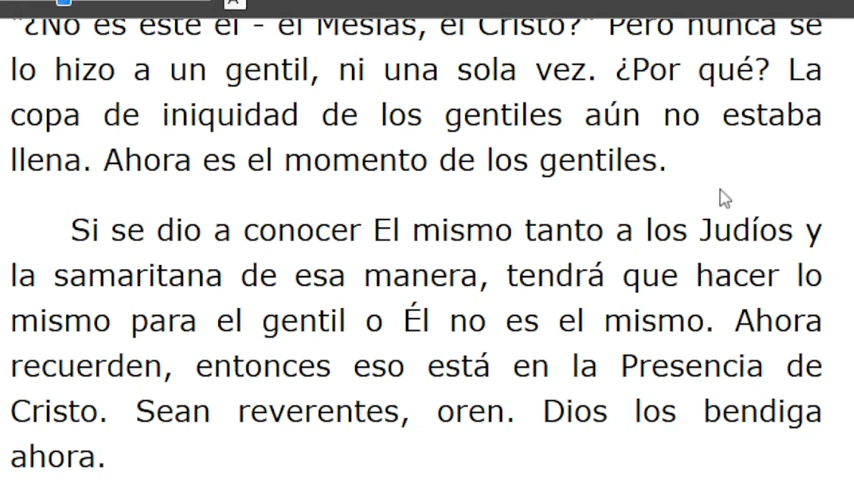 "¿No es este él - el Mesías, el Cristo?" Pero nunca se
lo hizo a un gentil, ni una sola vez. ¿Por qué? La
copa de iniquidad de los gentiles aún no estaba
llena. Ahora es el momento de los gentiles.
Si se dio a conocer El mismo tanto a los Judíos y
la samaritana de esa manera, tendrá que hacer lo
mismo para el gentil o Él no es el mismo. Ahora
recuerden, entonces eso está en la Presencia de
Cristo. Sean reverentes, oren. Dios los bendiga
ahora.